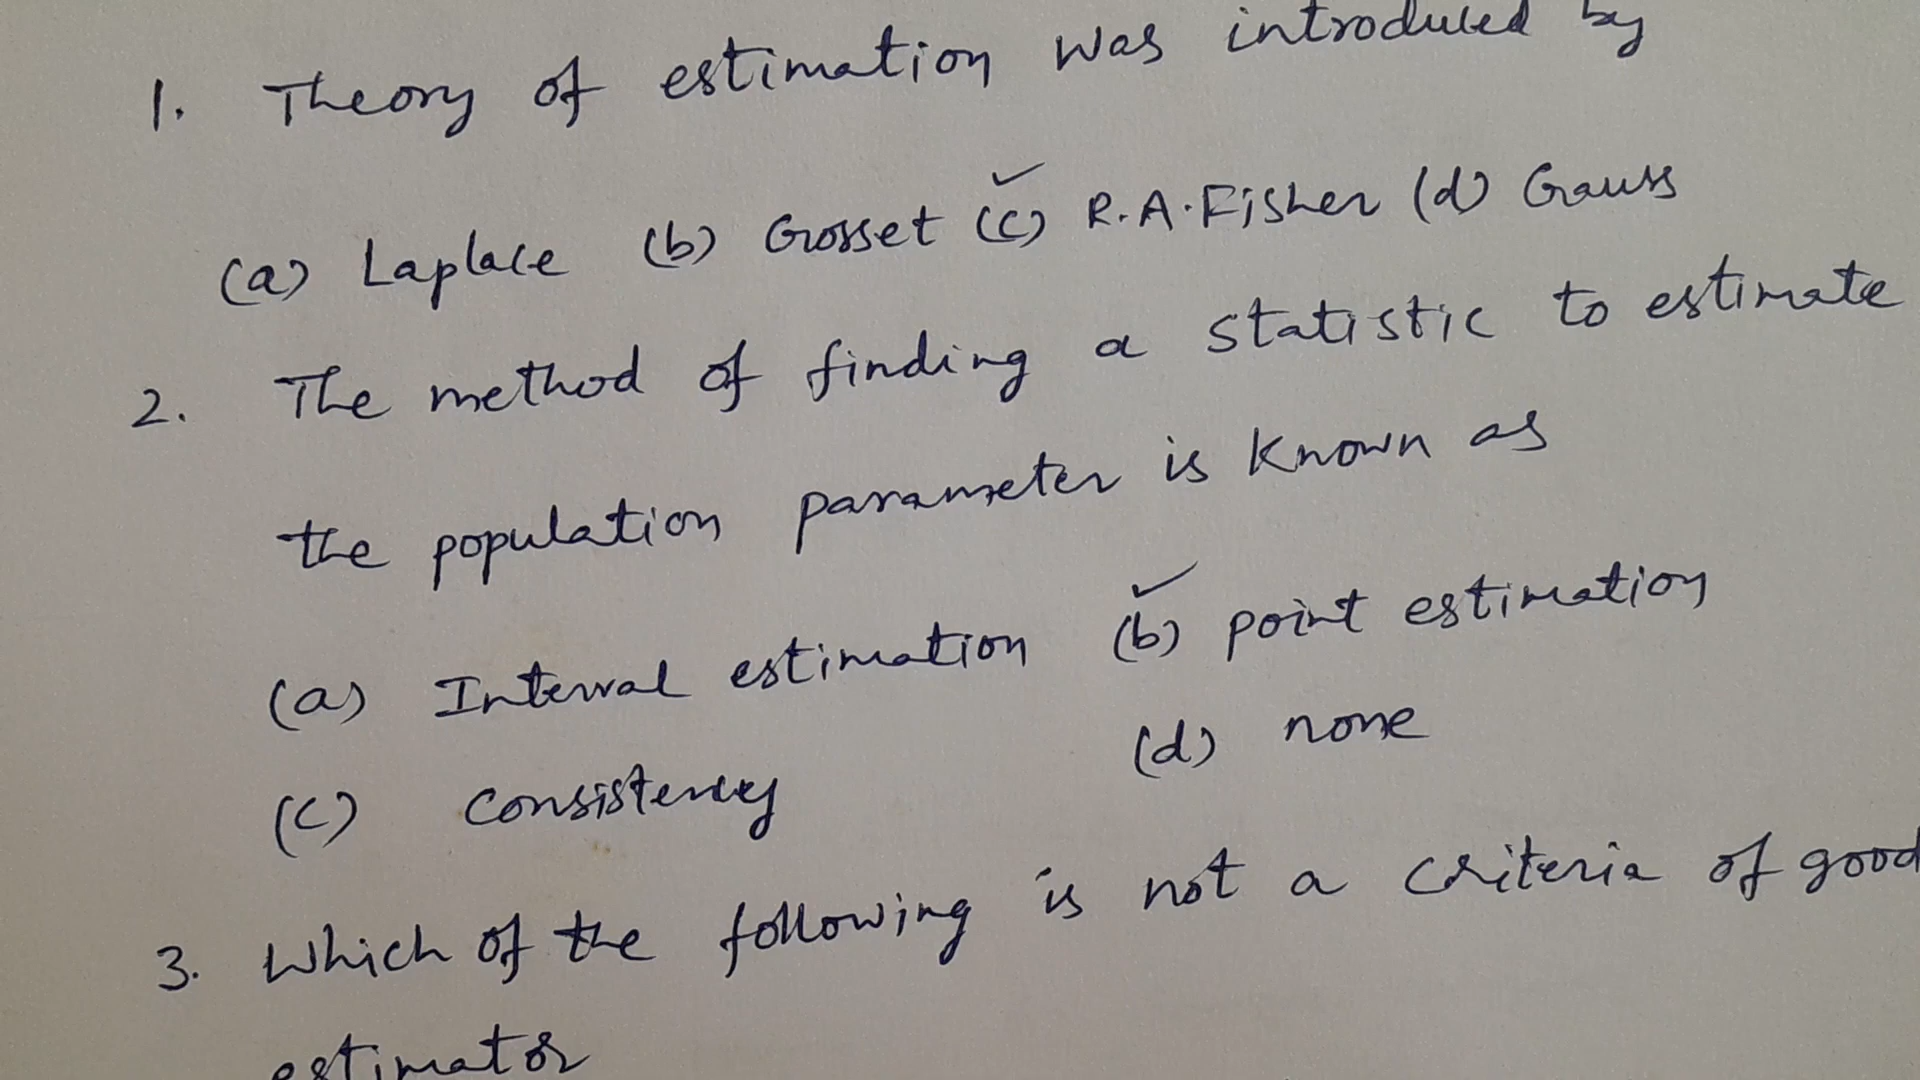 1. Theory of estimation was introduced by
(a) Laplace (b) Gosset ✓(c) R.A.Fisher (d) Gauss
2. The method of finding a statistic to estimate
the population parameter is known as
(a) Interval estimation ✓(b) point estimation
(c) consistency (d) none
3. Which of the following is not a criteria of good
estimator